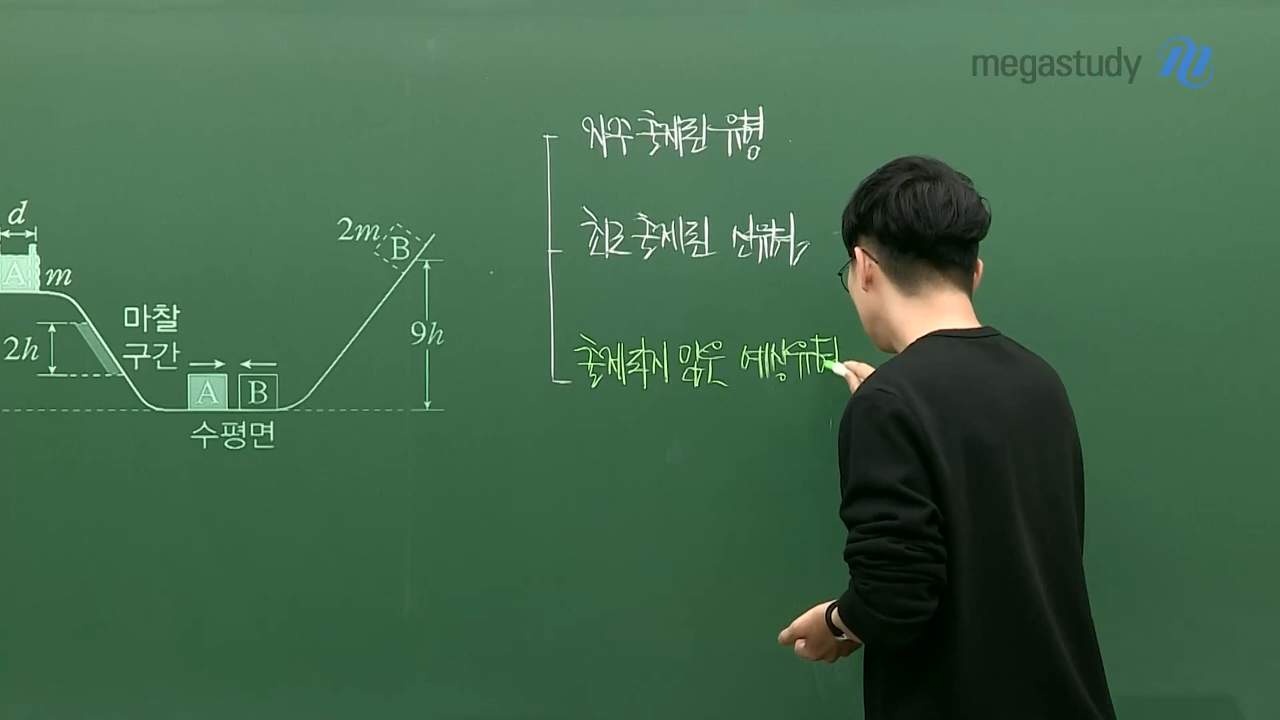 megastudy
자주 출제된 유형
최근 출제된 신유형
출제되지 않은 예상유형
d
A
m
2m
B
마찰
구간
2h
9h
A
B
수평면